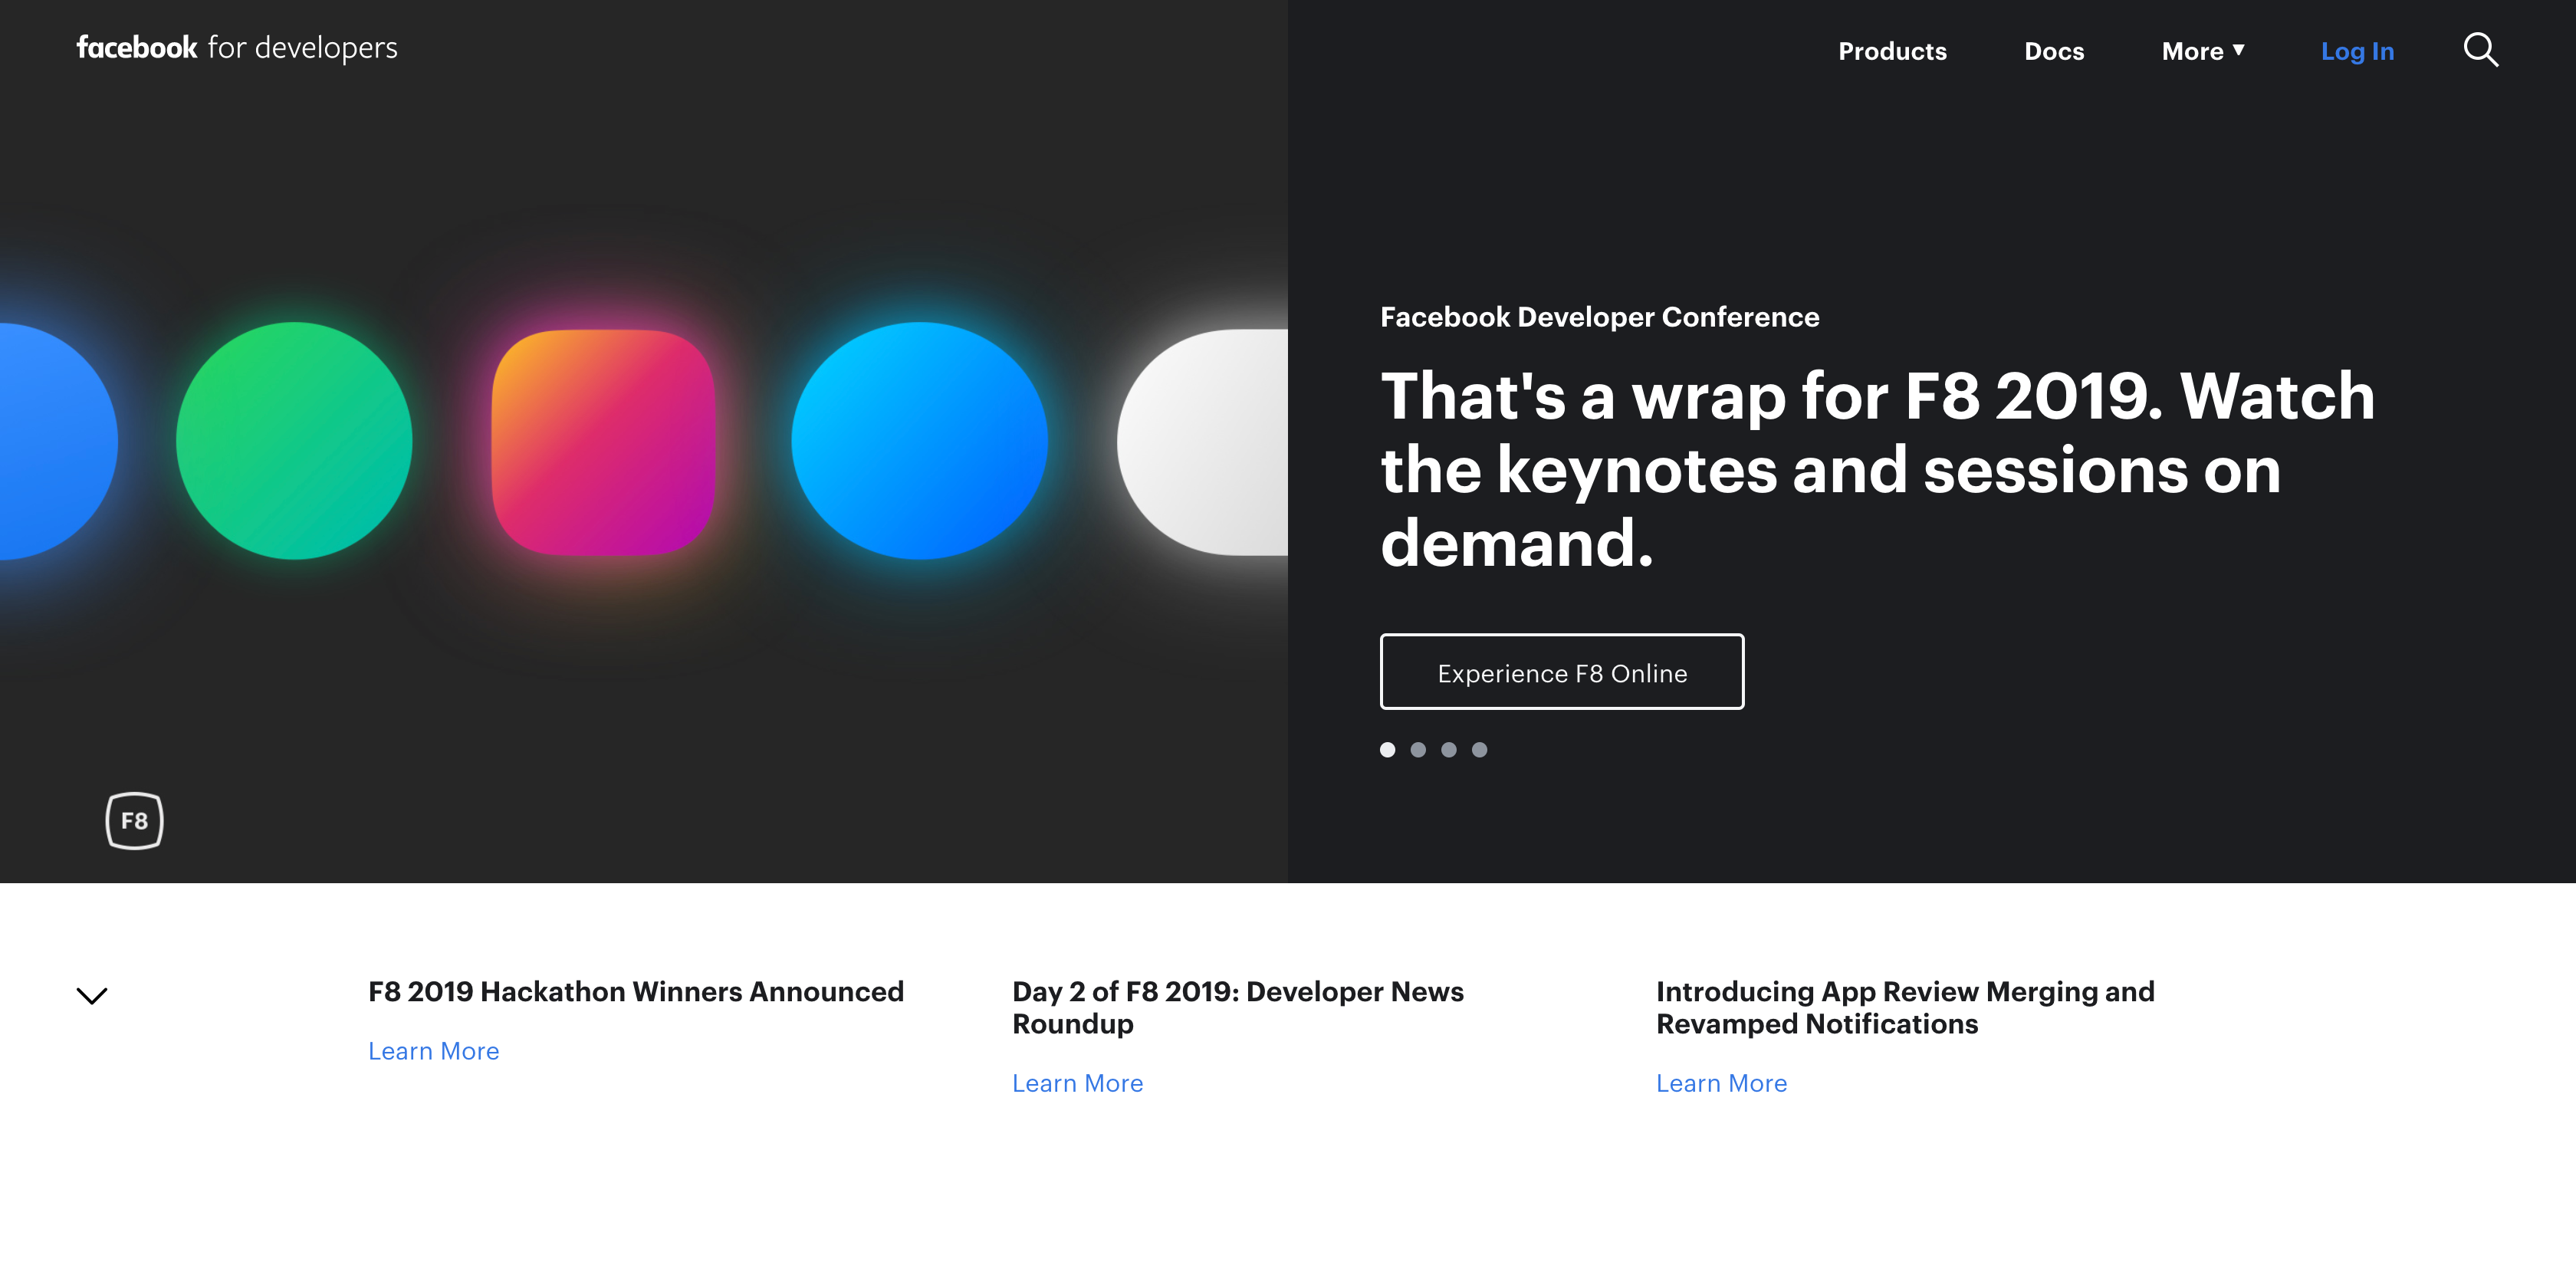 facebook for developers
Products Docs More ▼ Log In
Facebook Developer Conference
That's a wrap for F8 2019. Watch
the keynotes and sessions on
demand.
Experience F8 Online
F8
F8 2019 Hackathon Winners Announced
Learn More
Day 2 of F8 2019: Developer News
Roundup
Learn More
Introducing App Review Merging and
Revamped Notifications
Learn More